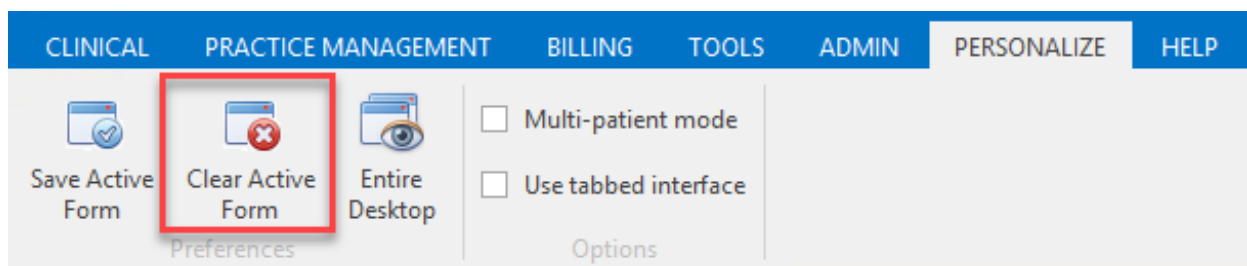 CLINICAL PRACTICE MANAGEMENT BILLING TOOLS ADMIN PERSONALIZE HELP
Save Active
Form
Clear Active
Form
Entire
Desktop
Preferences
Multi-patient mode
Use tabbed interface
Options